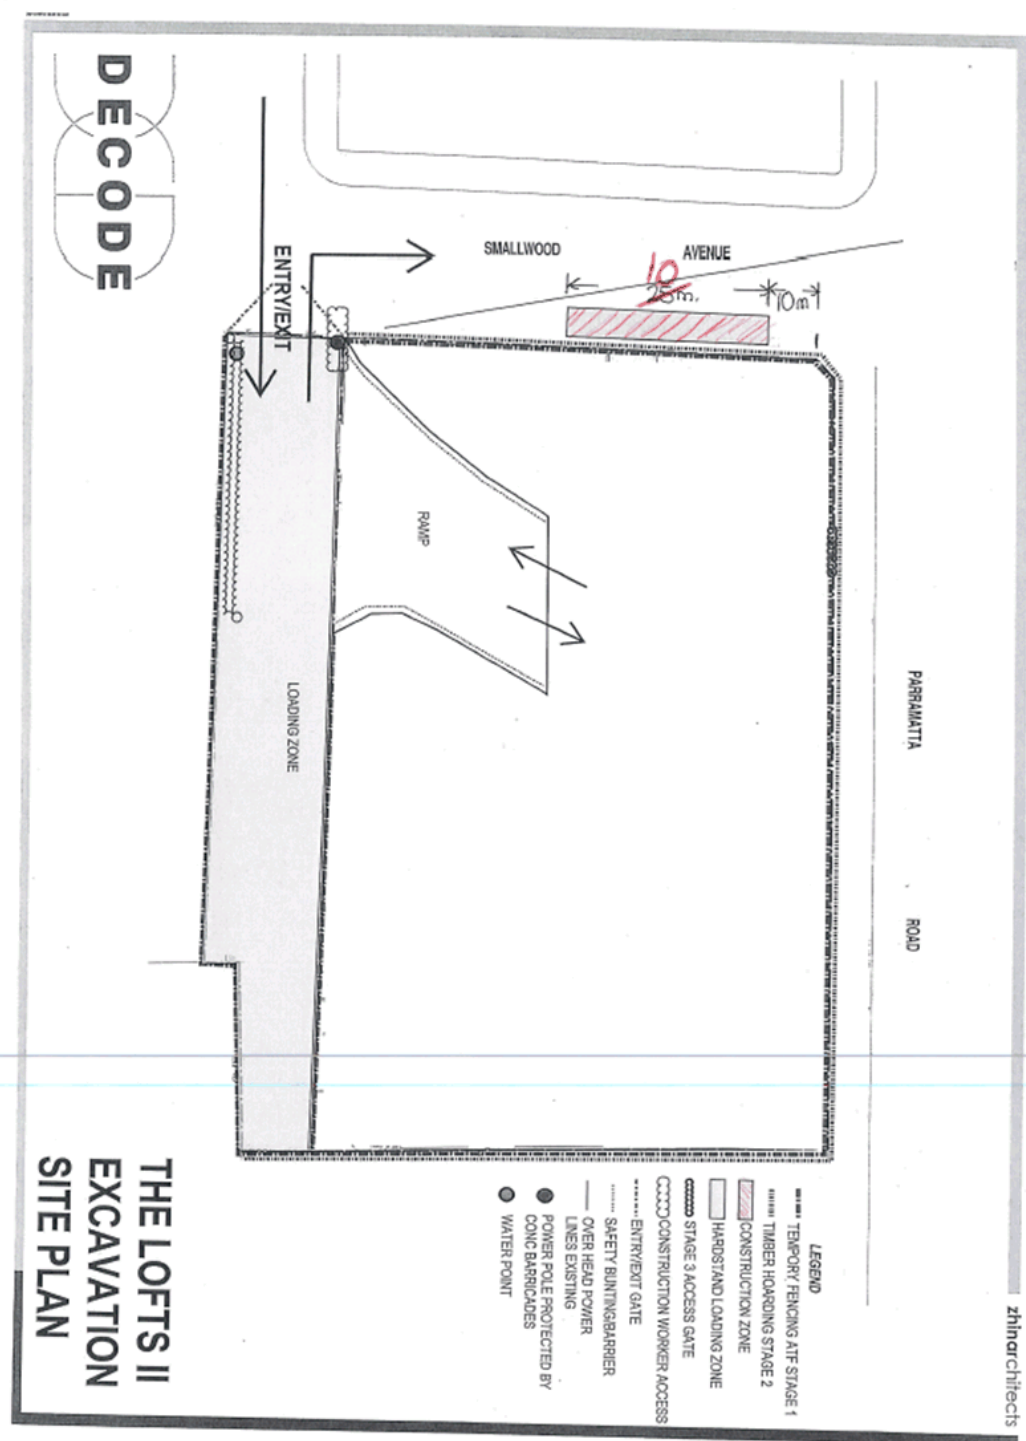 DECODE
SMALLWOOD AVENUE
10
25m.
10m
ENTRY/EXIT
RAMP
LOADING ZONE
PARRAMATTA ROAD
LEGEND
TEMPORY FENCING ATF STAGE 1
TIMBER HOARDING STAGE 2
CONSTRUCTION ZONE
HARDSTAND LOADING ZONE
STAGE 3 ACCESS GATE
CONSTRUCTION WORKER ACCESS
ENTRY/EXIT GATE
SAFETY BUNTING/BARRIER
OVER HEAD POWER
LINES EXISTING
POWER POLE PROTECTED BY
CONC BARRICADES
WATER POINT
THE LOFTS II
EXCAVATION
SITE PLAN
zhinarchitects